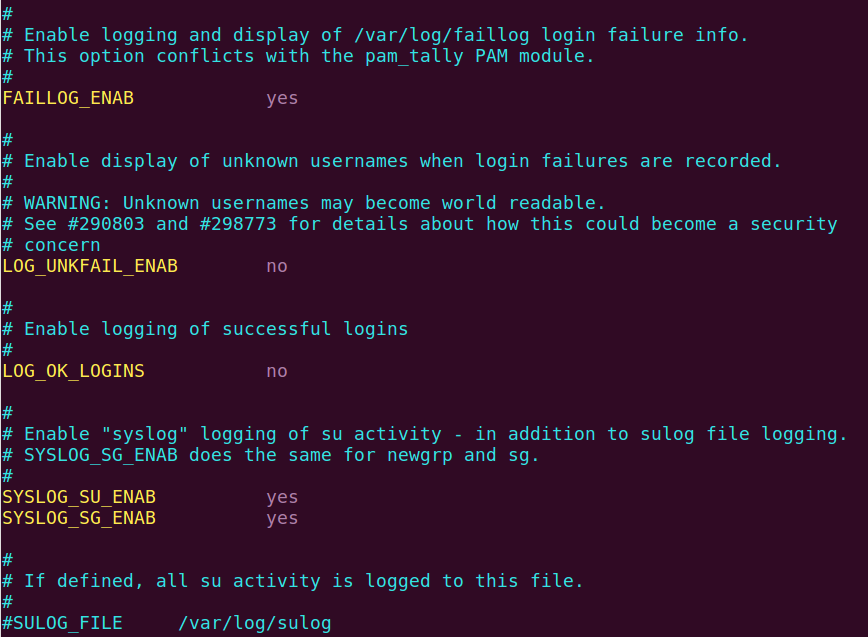 #
# Enable logging and display of /var/log/faillog login failure info.
# This option conflicts with the pam_tally PAM module.
#
FAILLOG_ENAB            yes

#
# Enable display of unknown usernames when login failures are recorded.
#
# WARNING: Unknown usernames may become world readable.
# See #290803 and #298773 for details about how this could become a security
# concern
LOG_UNKFAIL_ENAB        no

#
# Enable logging of successful logins
#
LOG_OK_LOGINS           no

#
# Enable "syslog" logging of su activity - in addition to sulog file logging.
# SYSLOG_SG_ENAB does the same for newgrp and sg.
#
SYSLOG_SU_ENAB          yes
SYSLOG_SG_ENAB          yes

#
# If defined, all su activity is logged to this file.
#
#SULOG_FILE     /var/log/sulog